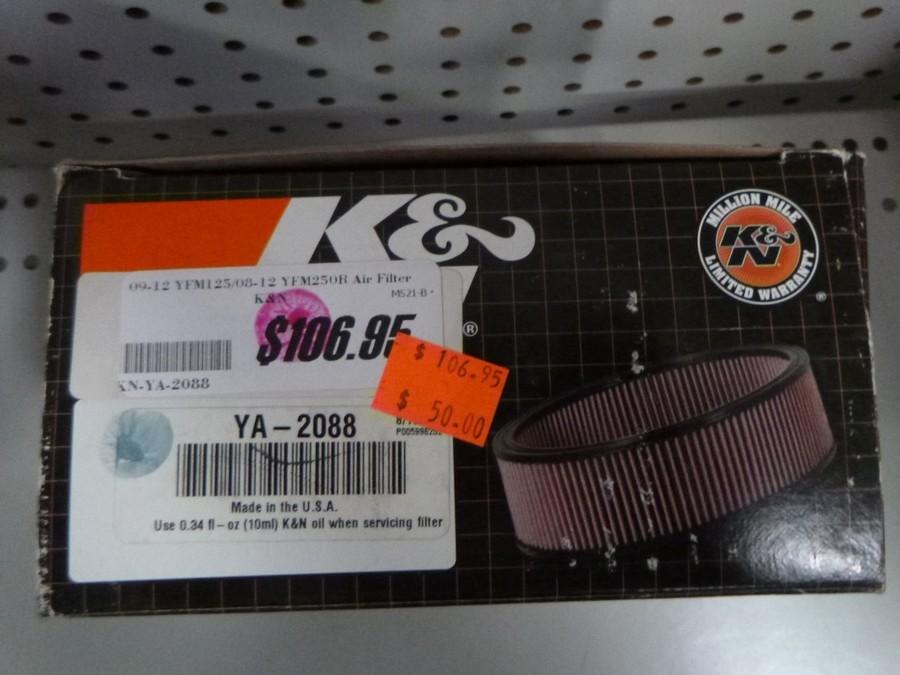 K&N
®
MILLION MILE
K&N
LIMITED WARRANTY
®
09-12 YFM125/08-12 YFM250R Air Filter
K&N
MS21-B
$106.95
KN-YA-2088
$ 106.95
$ 50.00
YA-2088
Made in the U.S.A.
Use 0.34 fl-oz (10ml) K&N oil when servicing filter